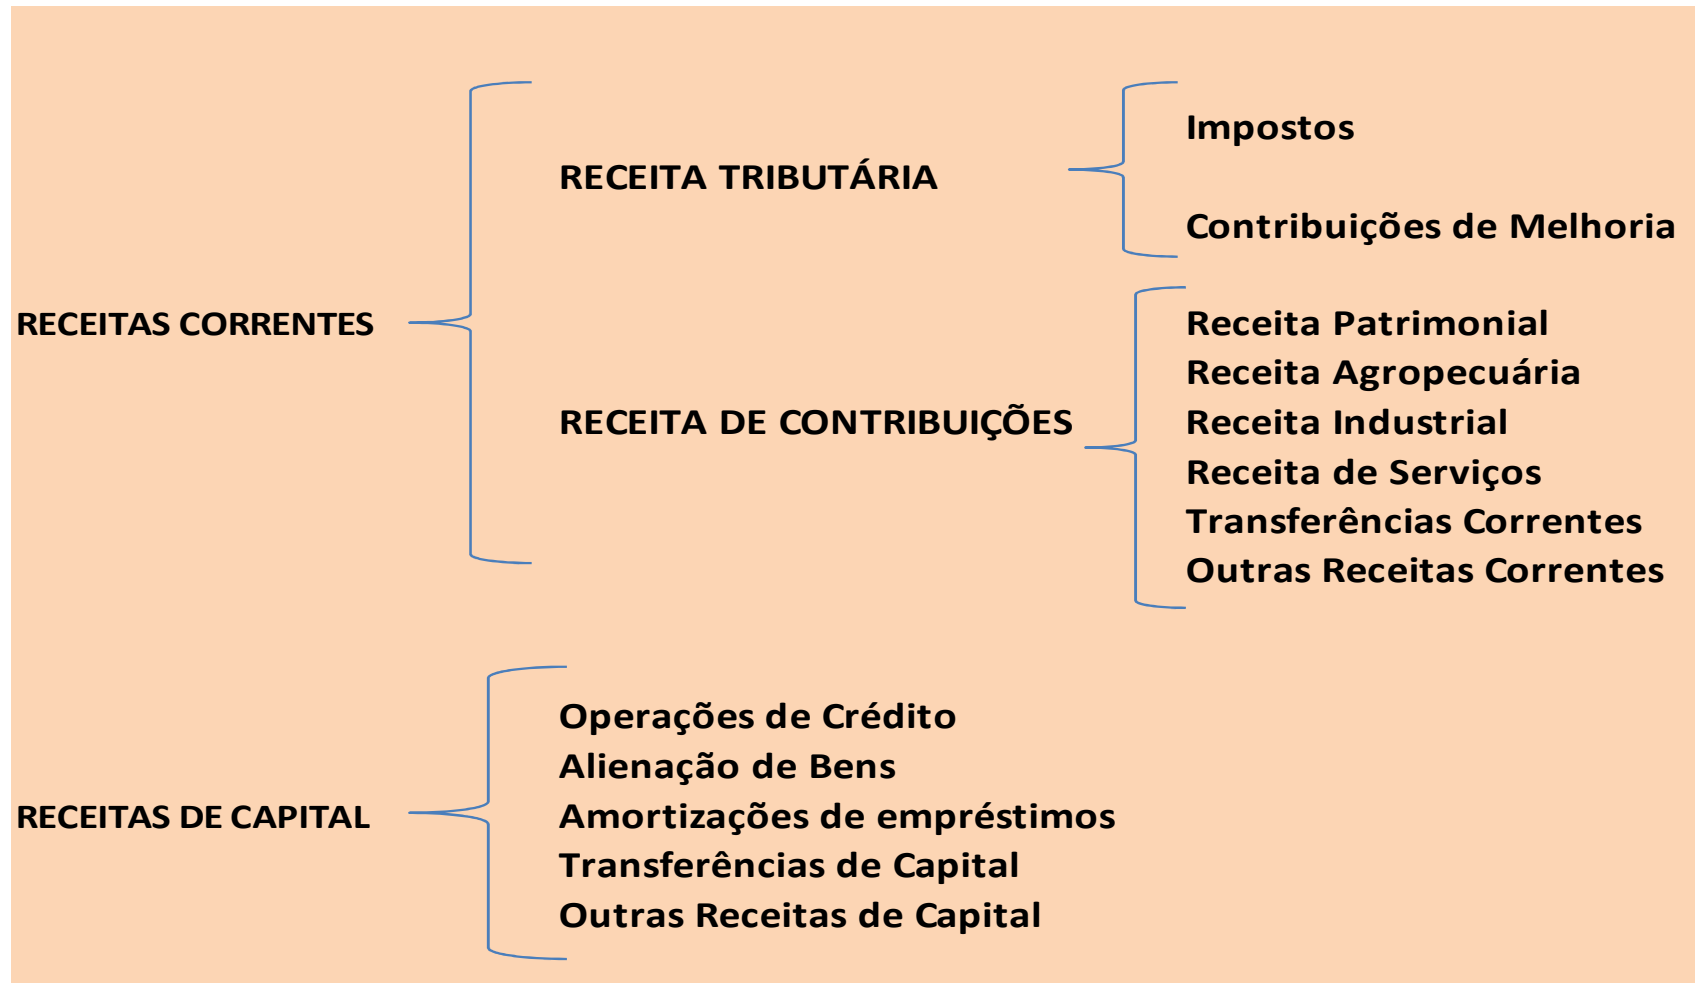 RECEITAS CORRENTES
RECEITA TRIBUTÁRIA
Impostos
Contribuições de Melhoria
RECEITA DE CONTRIBUIÇÕES
Receita Patrimonial
Receita Agropecuária
Receita Industrial
Receita de Serviços
Transferências Correntes
Outras Receitas Correntes
RECEITAS DE CAPITAL
Operações de Crédito
Alienação de Bens
Amortizações de empréstimos
Transferências de Capital
Outras Receitas de Capital